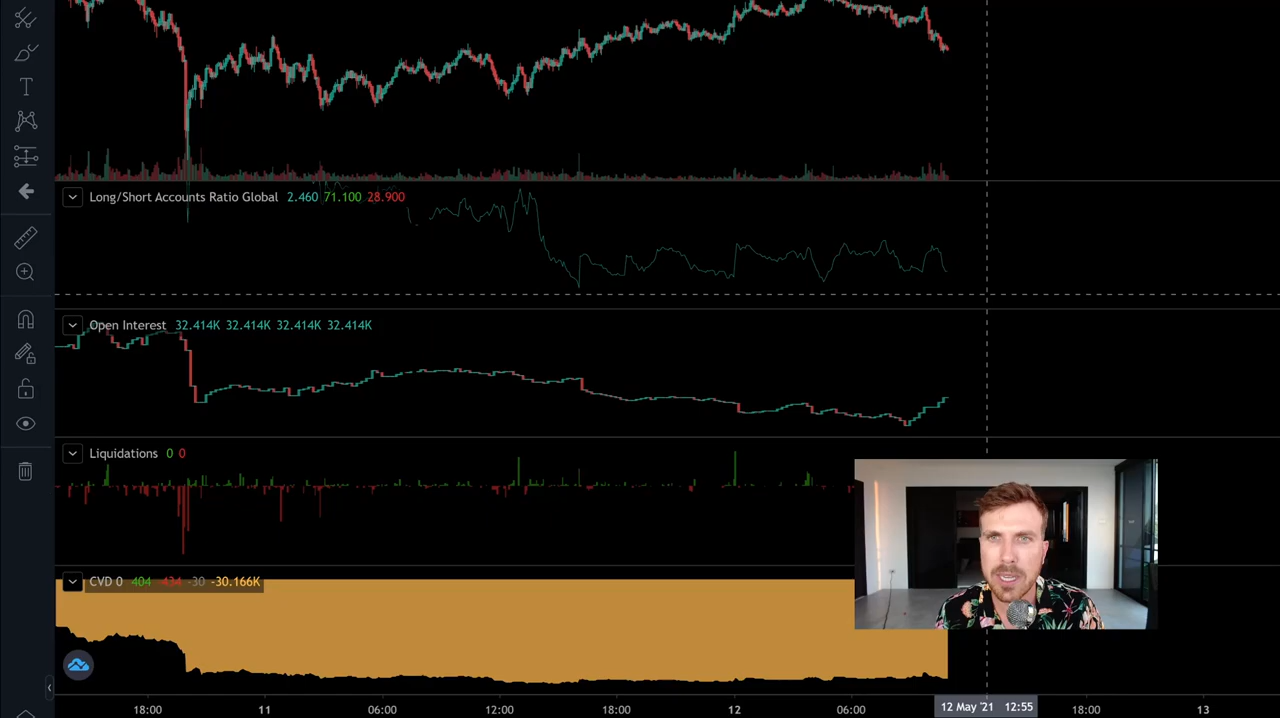 T
Long/Short Accounts Ratio Global 2.460 71.100 28.900
Open Interest 32.414K 32.414K 32.414K 32.414K
Liquidations 0 0
CVD 0 404 -434 -30 -30.166K
18:00 11 06:00 12:00 18:00 12 06:00 12 May '21 12:55 18:00 13